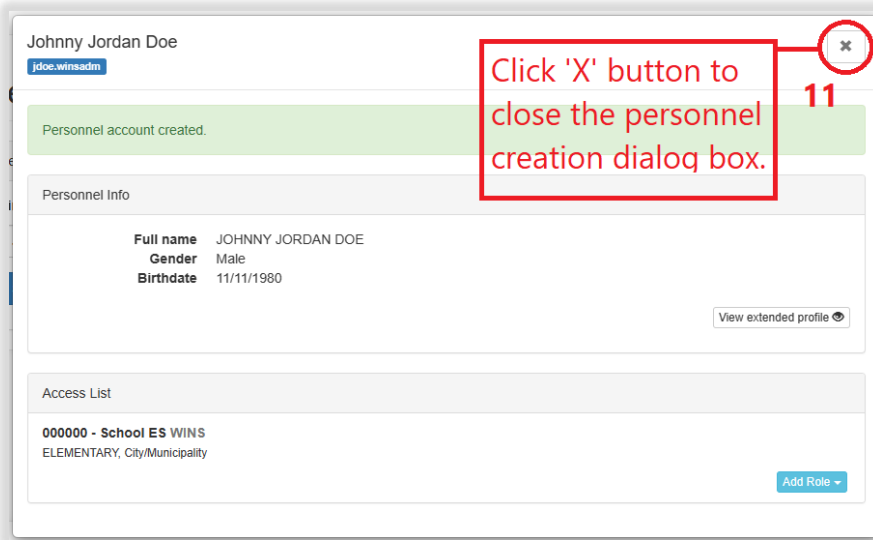 Johnny Jordan Doe
jdoe.winsadm
Click 'X' button to
close the personnel
creation dialog box.
11
Personnel account created.
Personnel Info
Full name JOHNNY JORDAN DOE
Gender Male
Birthdate 11/11/1980
View extended profile
Access List
000000 - School ES WINS
ELEMENTARY, City/Municipality
Add Role